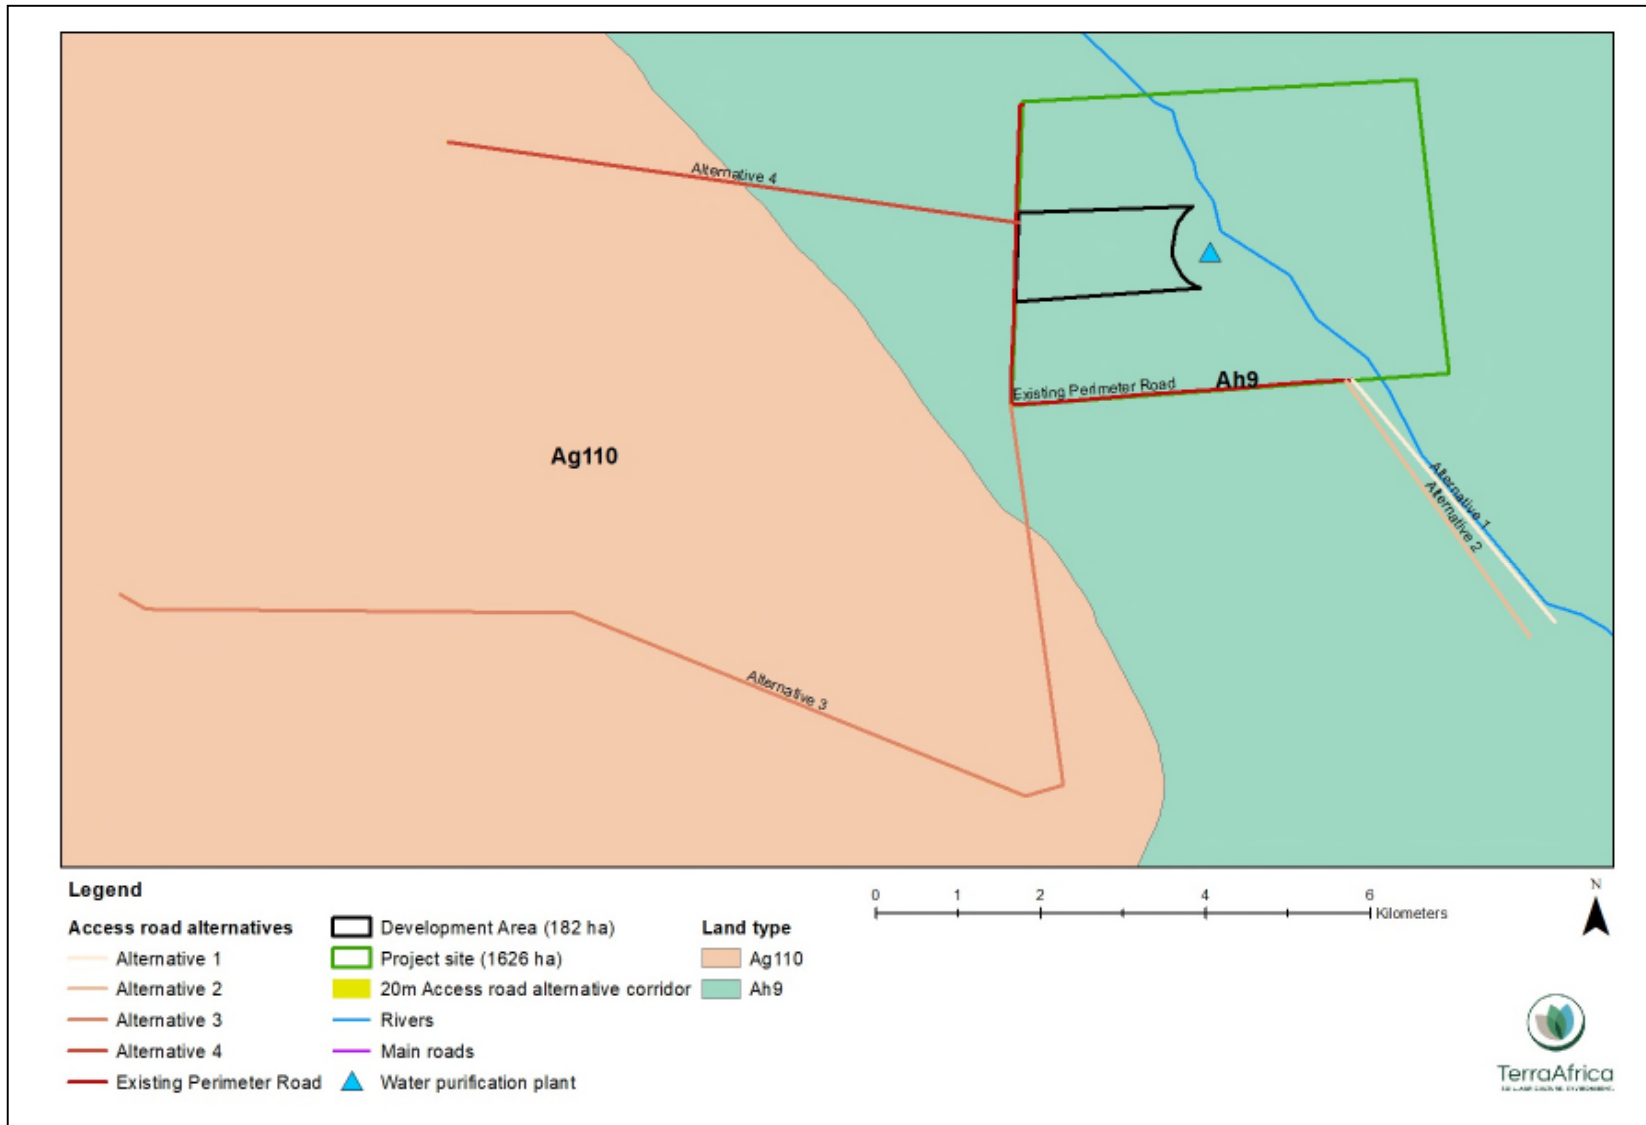 Alternative 4
Existing Perimeter Road
Ah9
Ag110
Alternative 1
Alternative 2
Alternative 3
Legend
Access road alternatives
Alternative 1
Alternative 2
Alternative 3
Alternative 4
Existing Perimeter Road
Development Area (182 ha)
Project site (1626 ha)
20m Access road alternative corridor
Rivers
Main roads
Water purification plant
Land type
Ag110
Ah9
0 1 2 4 6
Kilometers
N
TerraAfrica